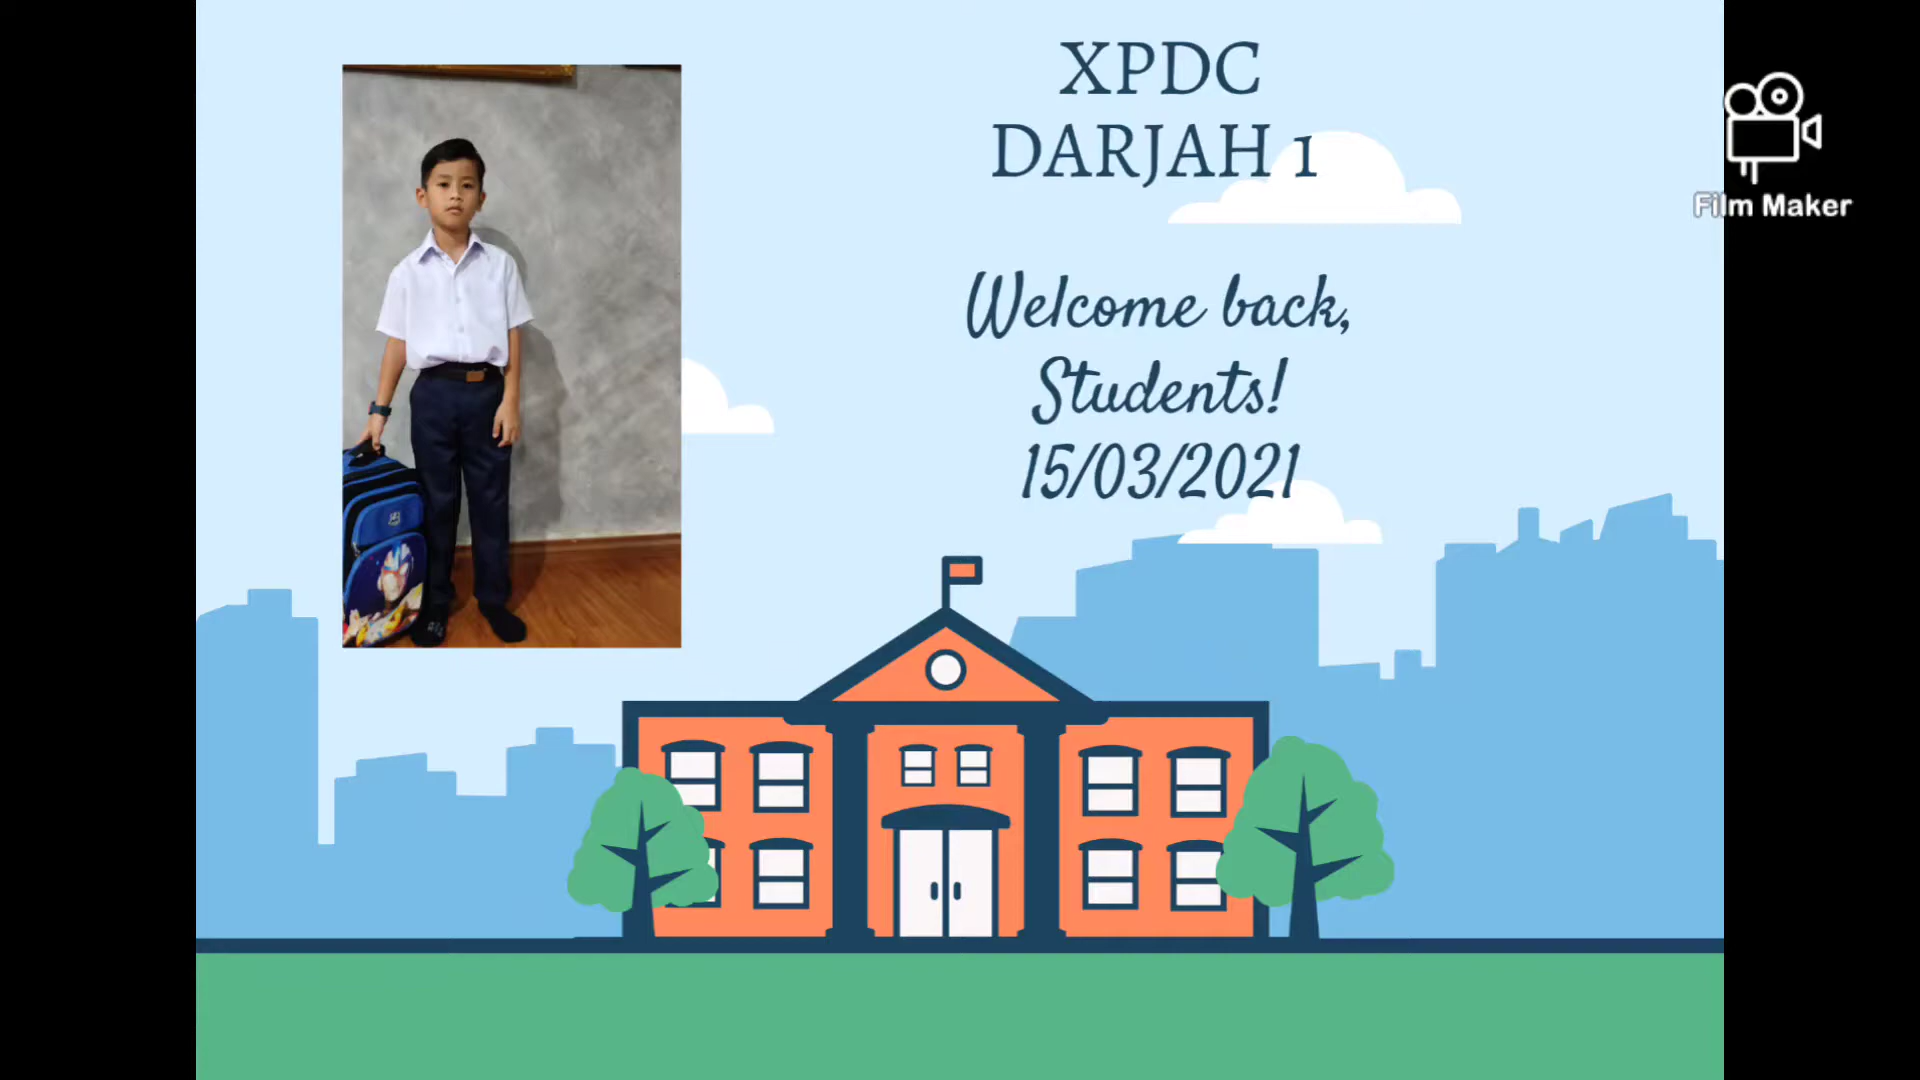 XPDC
DARJAH 1
Welcome back,
Students!
15/03/2021
Film Maker